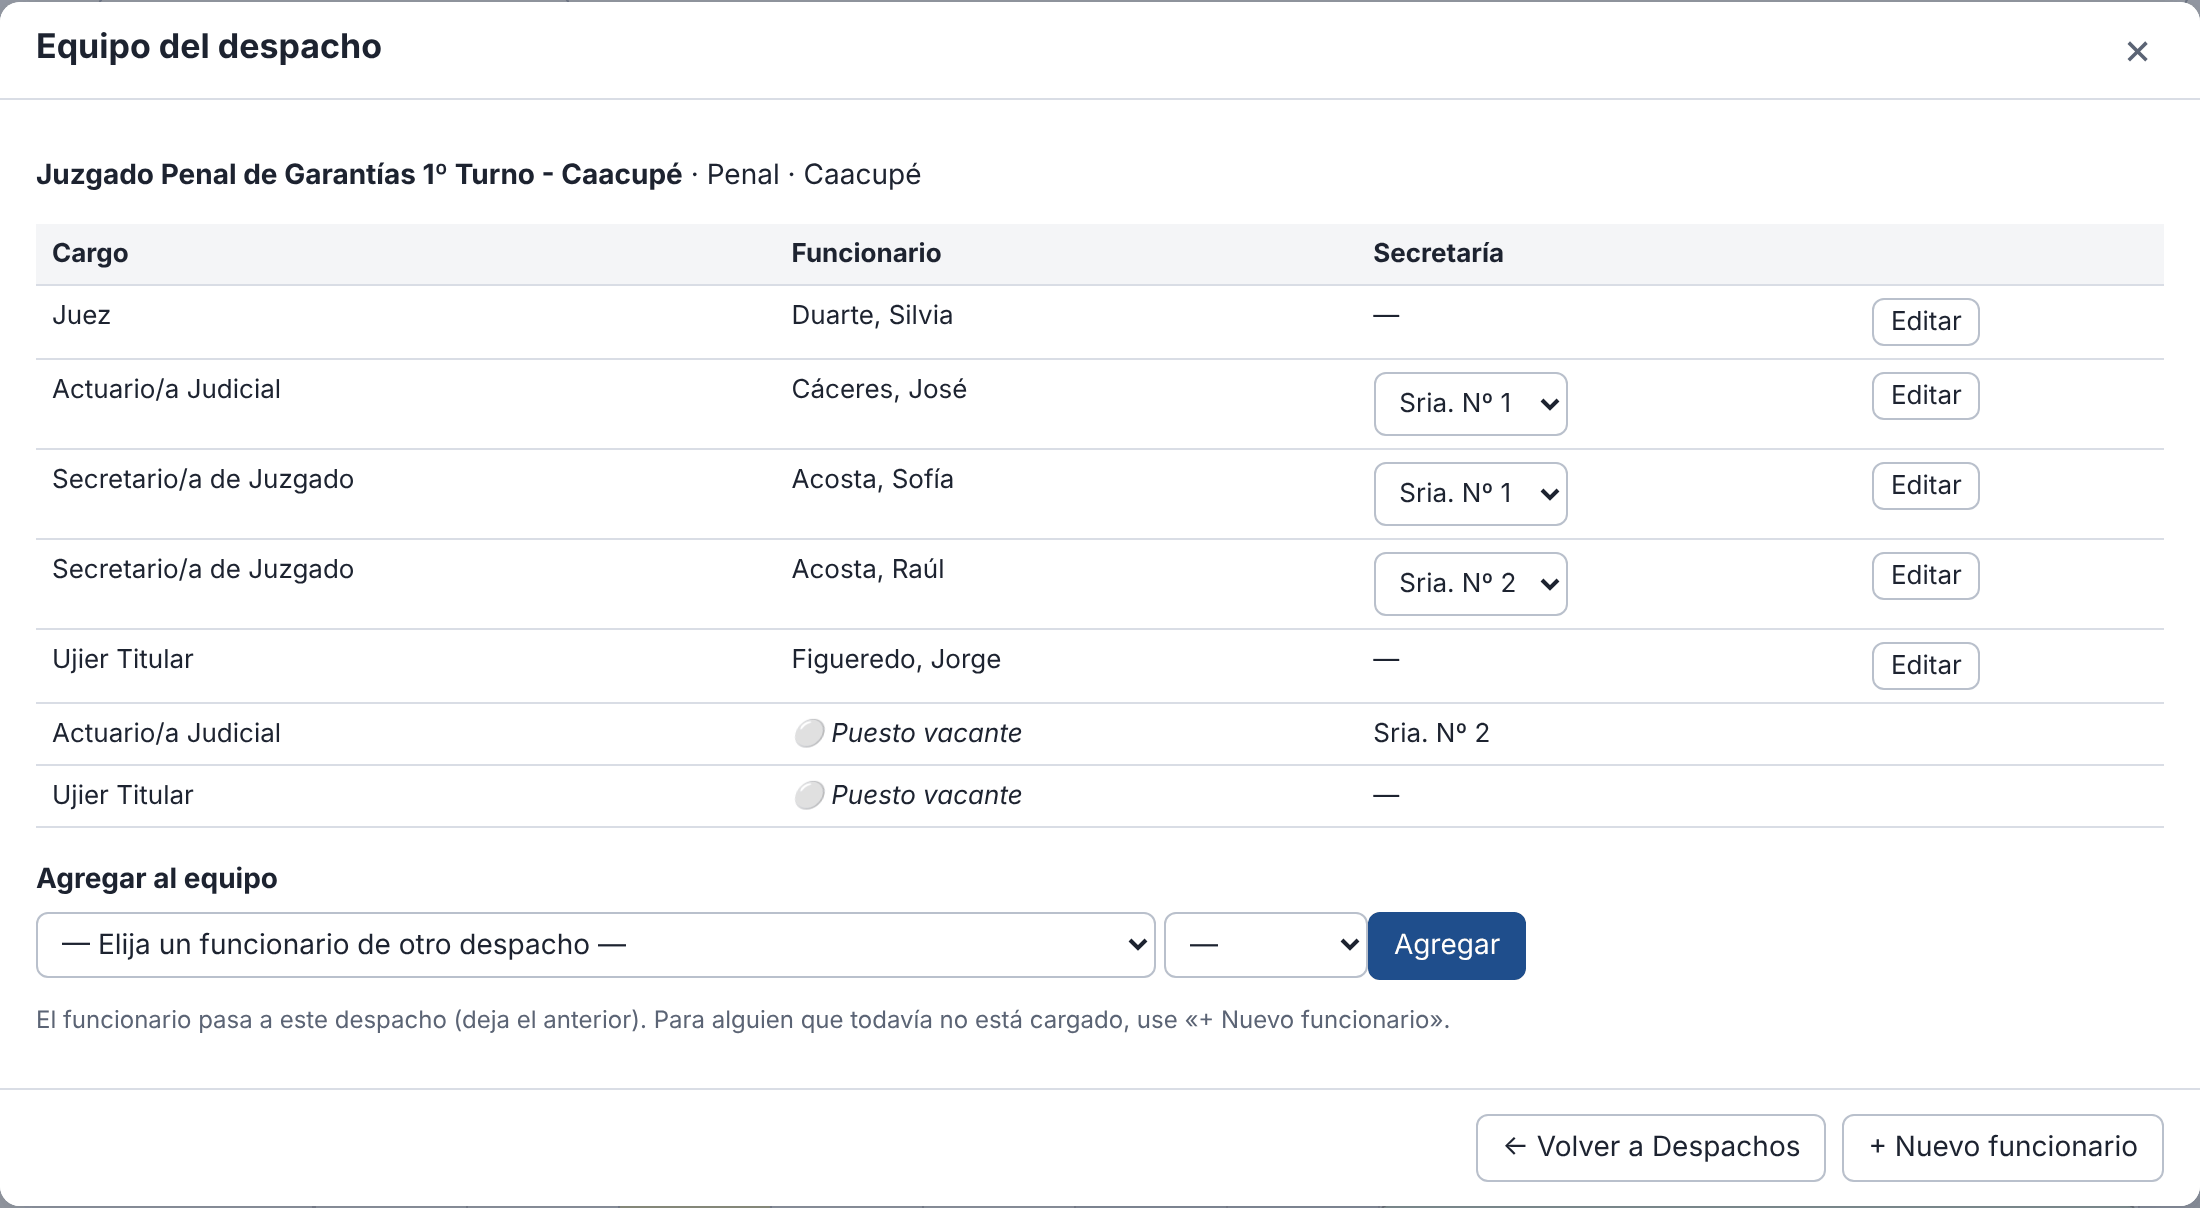 Equipo del despacho
×
Juzgado Penal de Garantías 1º Turno - Caacupé · Penal · Caacupé
Cargo Funcionario Secretaría
Juez Duarte, Silvia — Editar
Actuario/a Judicial Cáceres, José Sria. Nº 1 Editar
Secretario/a de Juzgado Acosta, Sofía Sria. Nº 1 Editar
Secretario/a de Juzgado Acosta, Raúl Sria. Nº 2 Editar
Ujier Titular Figueredo, Jorge — Editar
Actuario/a Judicial Puesto vacante Sria. Nº 2
Ujier Titular Puesto vacante —
Agregar al equipo
— Elija un funcionario de otro despacho — — Agregar
El funcionario pasa a este despacho (deja el anterior). Para alguien que todavía no está cargado, use «+ Nuevo funcionario».
← Volver a Despachos + Nuevo funcionario